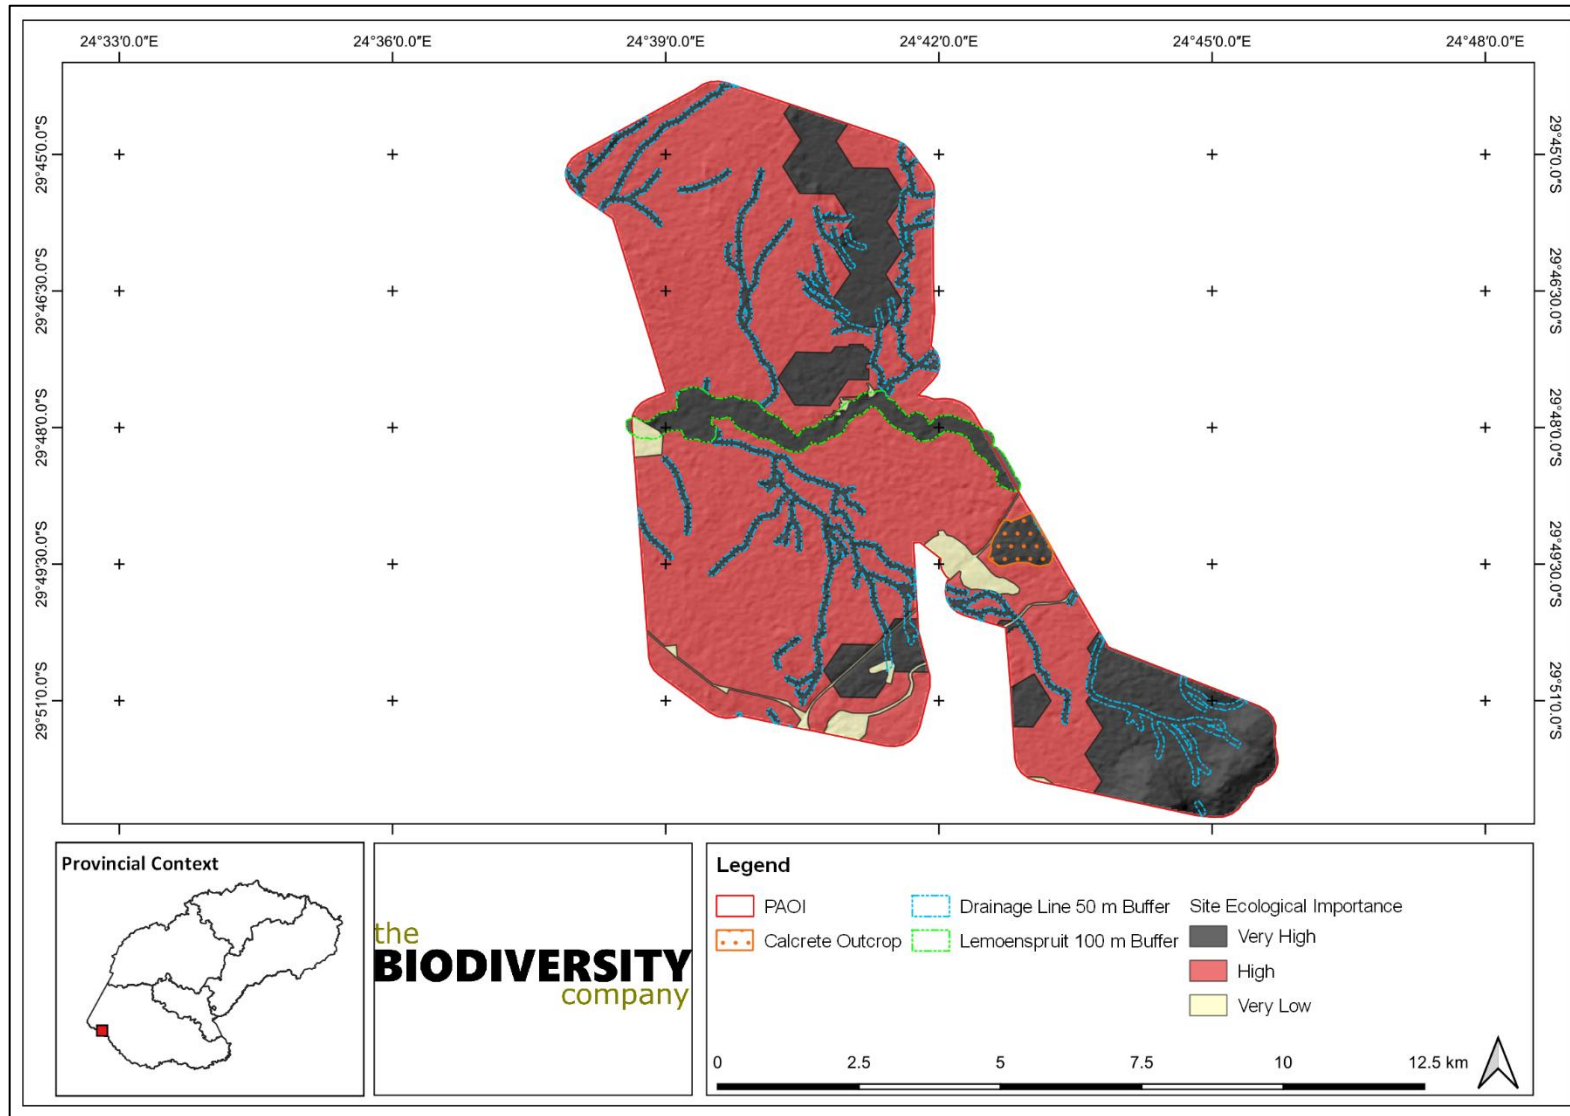 24°33'0.0"E 24°36'0.0"E 24°39'0.0"E 24°42'0.0"E 24°45'0.0"E 24°48'0.0"E
29°45'0.0"S 29°45'0.0"S
29°46'30.0"S 29°46'30.0"S
29°48'0.0"S 29°48'0.0"S
29°49'30.0"S 29°49'30.0"S
29°51'0.0"S 29°51'0.0"S
Provincial Context
the
BIODIVERSITY
company
Legend
PAOI
Calcrete Outcrop
Drainage Line 50 m Buffer
Lemoenspruit 100 m Buffer
Site Ecological Importance
Very High
High
Very Low
0 2.5 5 7.5 10 12.5 km